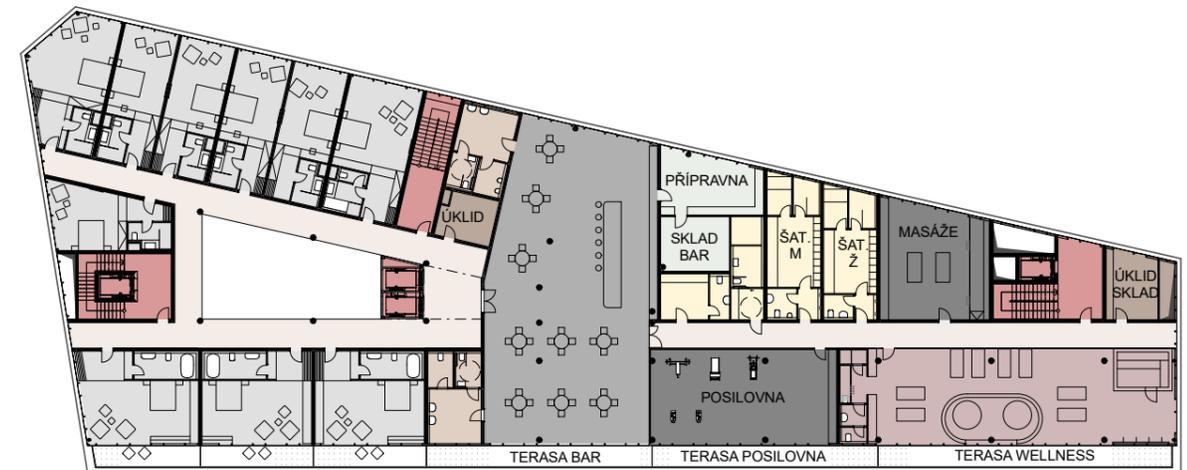 PŘÍPRAVNA
ÚKLID
SKLAD
BAR
ŠAT.
M
ŠAT.
Ž
MASÁŽE
ÚKLID
SKLAD
POSILOVNA
TERASA BAR
TERASA POSILOVNA
TERASA WELLNESS